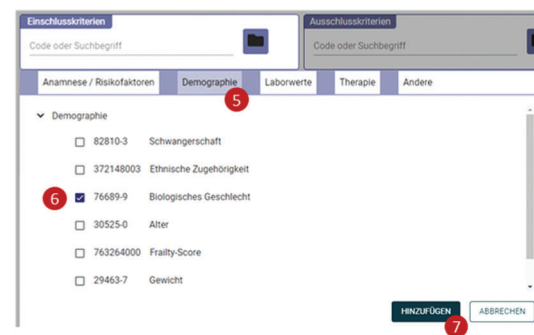 Einschlusskriterien
Ausschlusskriterien
Code oder Suchbegriff
Code oder Suchbegriff
Anamnese / Risikofaktoren Demographie Laborwerte Therapie Andere
5
Demographie
82810-3 Schwangerschaft
372148003 Ethnische Zugehörigkeit
6 76689-9 Biologisches Geschlecht
30525-0 Alter
763264000 Frailty-Score
29463-7 Gewicht
HINZUFÜGEN ABBRECHEN
7